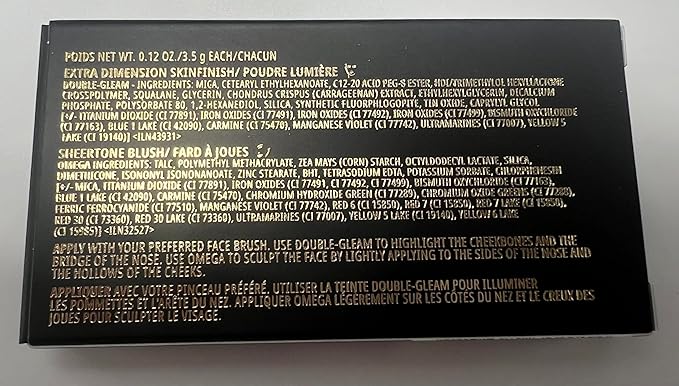 POIDS NET WT. 0.12 OZ./3.5 g EACH/CHACUN
EXTRA DIMENSION SKINFINISH/ POUDRE LUMIÈRE
DOUBLE-GLEAM - INGREDIENTS: MICA, CETEARYL ETHYLHEXANOATE, C12-20 ACID PEG-8 ESTER, HDI/TRIMETHYLOL HEXYLLACTONE
CROSSPOLYMER, SQUALANE, GLYCERIN, CHONDRUS CRISPUS (CARRAGEENAN) EXTRACT, ETHYLHEXYLGLYCERIN, DICALCIUM
PHOSPHATE, POLYSORBATE 80, 1,2-HEXANEDIOL, SILICA, SYNTHETIC FLUORPHLOGOPITE, TIN OXIDE, CAPRYLYL GLYCOL
[+/- TITANIUM DIOXIDE (CI 77891), IRON OXIDES (CI 77491), IRON OXIDES (CI 77492), IRON OXIDES (CI 77499), BISMUTH OXYCHLORIDE
(CI 77163), BLUE 1 LAKE (CI 42090), CARMINE (CI 75470), MANGANESE VIOLET (CI 77742), ULTRAMARINES (CI 77007), YELLOW 5
LAKE (CI 19140)] <ILN43931>
SHEERTONE BLUSH/ FARD À JOUES
OMEGA INGREDIENTS: TALC, POLYMETHYL METHACRYLATE, ZEA MAYS (CORN) STARCH, OCTYLDODECYL LACTATE, SILICA,
DIMETHICONE, ISONONYL ISONONANOATE, ZINC STEARATE, BHT, TETRASODIUM EDTA, POTASSIUM SORBATE, CHLORPHENESIN
[+/- MICA, TITANIUM DIOXIDE (CI 77891), IRON OXIDES (CI 77491, CI 77492, CI 77499), BISMUTH OXYCHLORIDE (CI 77163),
BLUE 1 LAKE (CI 42090), CARMINE (CI 75470), CHROMIUM HYDROXIDE GREEN (CI 77289), CHROMIUM OXIDE GREENS (CI 77288),
FERRIC FERROCYANIDE (CI 77510), MANGANESE VIOLET (CI 77742), RED 6 (CI 15850), RED 7 (CI 15850), RED 7 LAKE (CI 15850),
RED 30 (CI 73360), RED 30 LAKE (CI 73360), ULTRAMARINES (CI 77007), YELLOW 5 LAKE (CI 19140), YELLOW 6 LAKE
(CI 15985)] <ILN32527>
APPLY WITH YOUR PREFERRED FACE BRUSH. USE DOUBLE-GLEAM TO HIGHLIGHT THE CHEEKBONES AND THE
BRIDGE OF THE NOSE. USE OMEGA TO SCULPT THE FACE BY LIGHTLY APPLYING TO THE SIDES OF THE NOSE AND
THE HOLLOWS OF THE CHEEKS.
APPLIQUER AVEC VOTRE PINCEAU PRÉFÉRÉ. UTILISER LA TEINTE DOUBLE-GLEAM POUR ILLUMINER
LES POMMETTES ET L'ARÊTE DU NEZ. APPLIQUER OMEGA LÉGÈREMENT SUR LES CÔTÉS DU NEZ ET LE CREUX DES
JOUES POUR SCULPTER LE VISAGE.